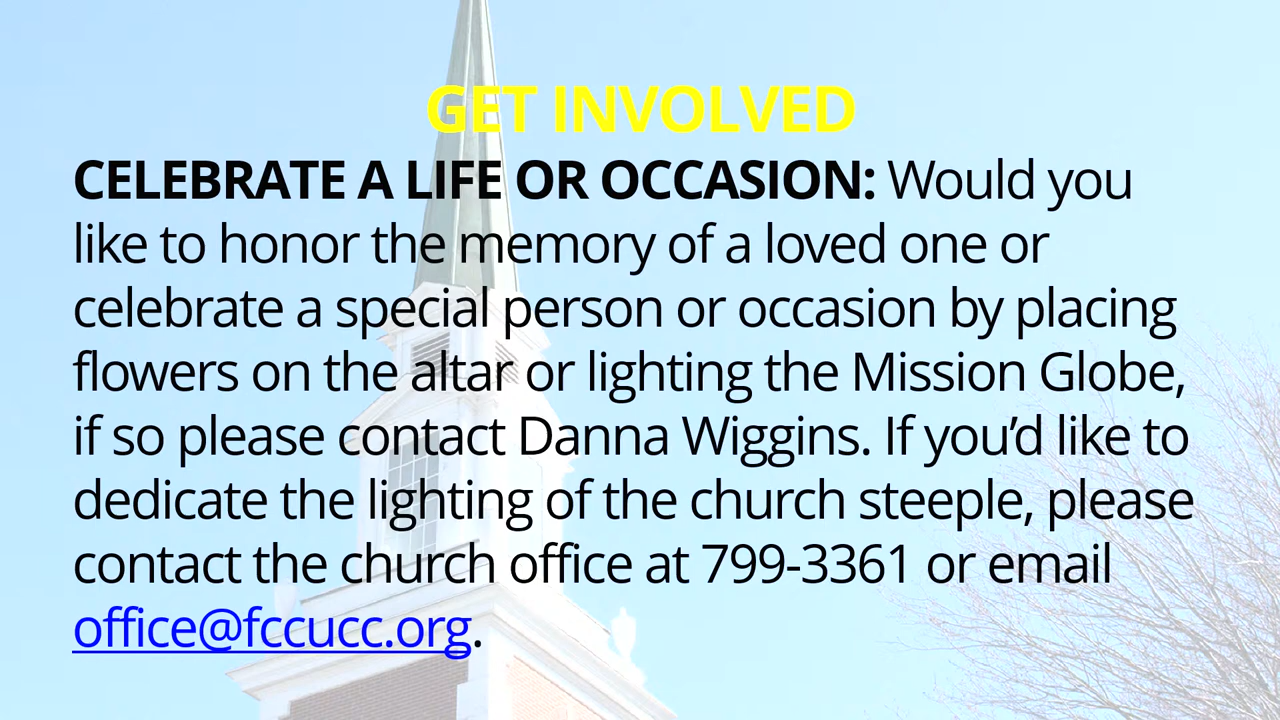 GET INVOLVED
CELEBRATE A LIFE OR OCCASION: Would you
like to honor the memory of a loved one or
celebrate a special person or occasion by placing
flowers on the altar or lighting the Mission Globe,
if so please contact Danna Wiggins. If you’d like to
dedicate the lighting of the church steeple, please
contact the church office at 799-3361 or email
office@fccucc.org.